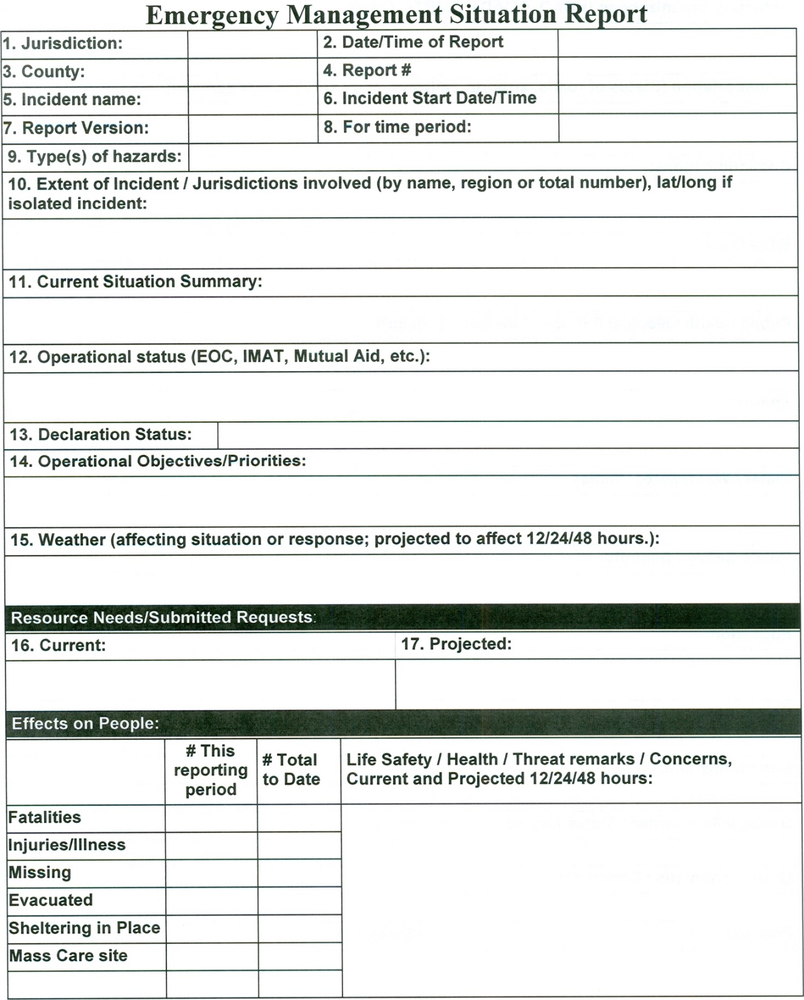 Emergency Management Situation Report
1. Jurisdiction:
2. Date/Time of Report
3. County:
4. Report #
5. Incident name:
6. Incident Start Date/Time
7. Report Version:
8. For time period:
9. Type(s) of hazards:
10. Extent of Incident / Jurisdictions involved (by name, region or total number), lat/long if
isolated incident:
11. Current Situation Summary:
12. Operational status (EOC, IMAT, Mutual Aid, etc.):
13. Declaration Status:
14. Operational Objectives/Priorities:
15. Weather (affecting situation or response; projected to affect 12/24/48 hours.):
Resource Needs/Submitted Requests:
16. Current:
17. Projected:
Effects on People:
# This
reporting
period
# Total
to Date
Life Safety / Health / Threat remarks / Concerns,
Current and Projected 12/24/48 hours:
Fatalities
Injuries/Illness
Missing
Evacuated
Sheltering in Place
Mass Care site